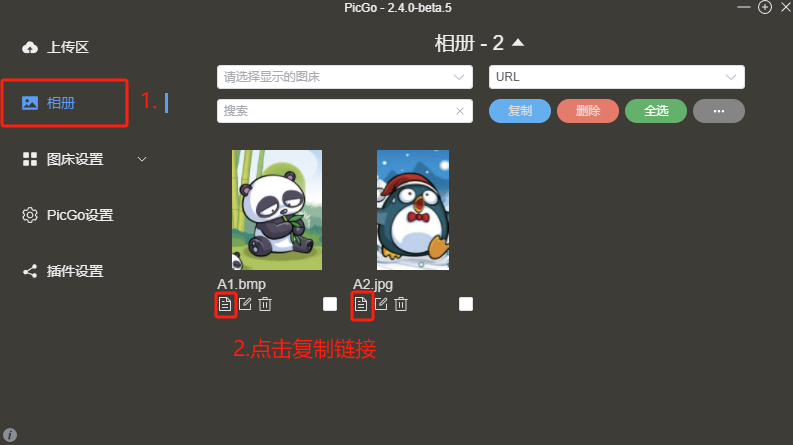 PicGo - 2.4.0-beta.5
上传区
相册 - 2
请选择显示的图床
URL
相册
1.
搜索
复制
删除
全选
...
图床设置
PicGo设置
插件设置
A1.bmp
A2.jpg
2.点击复制链接